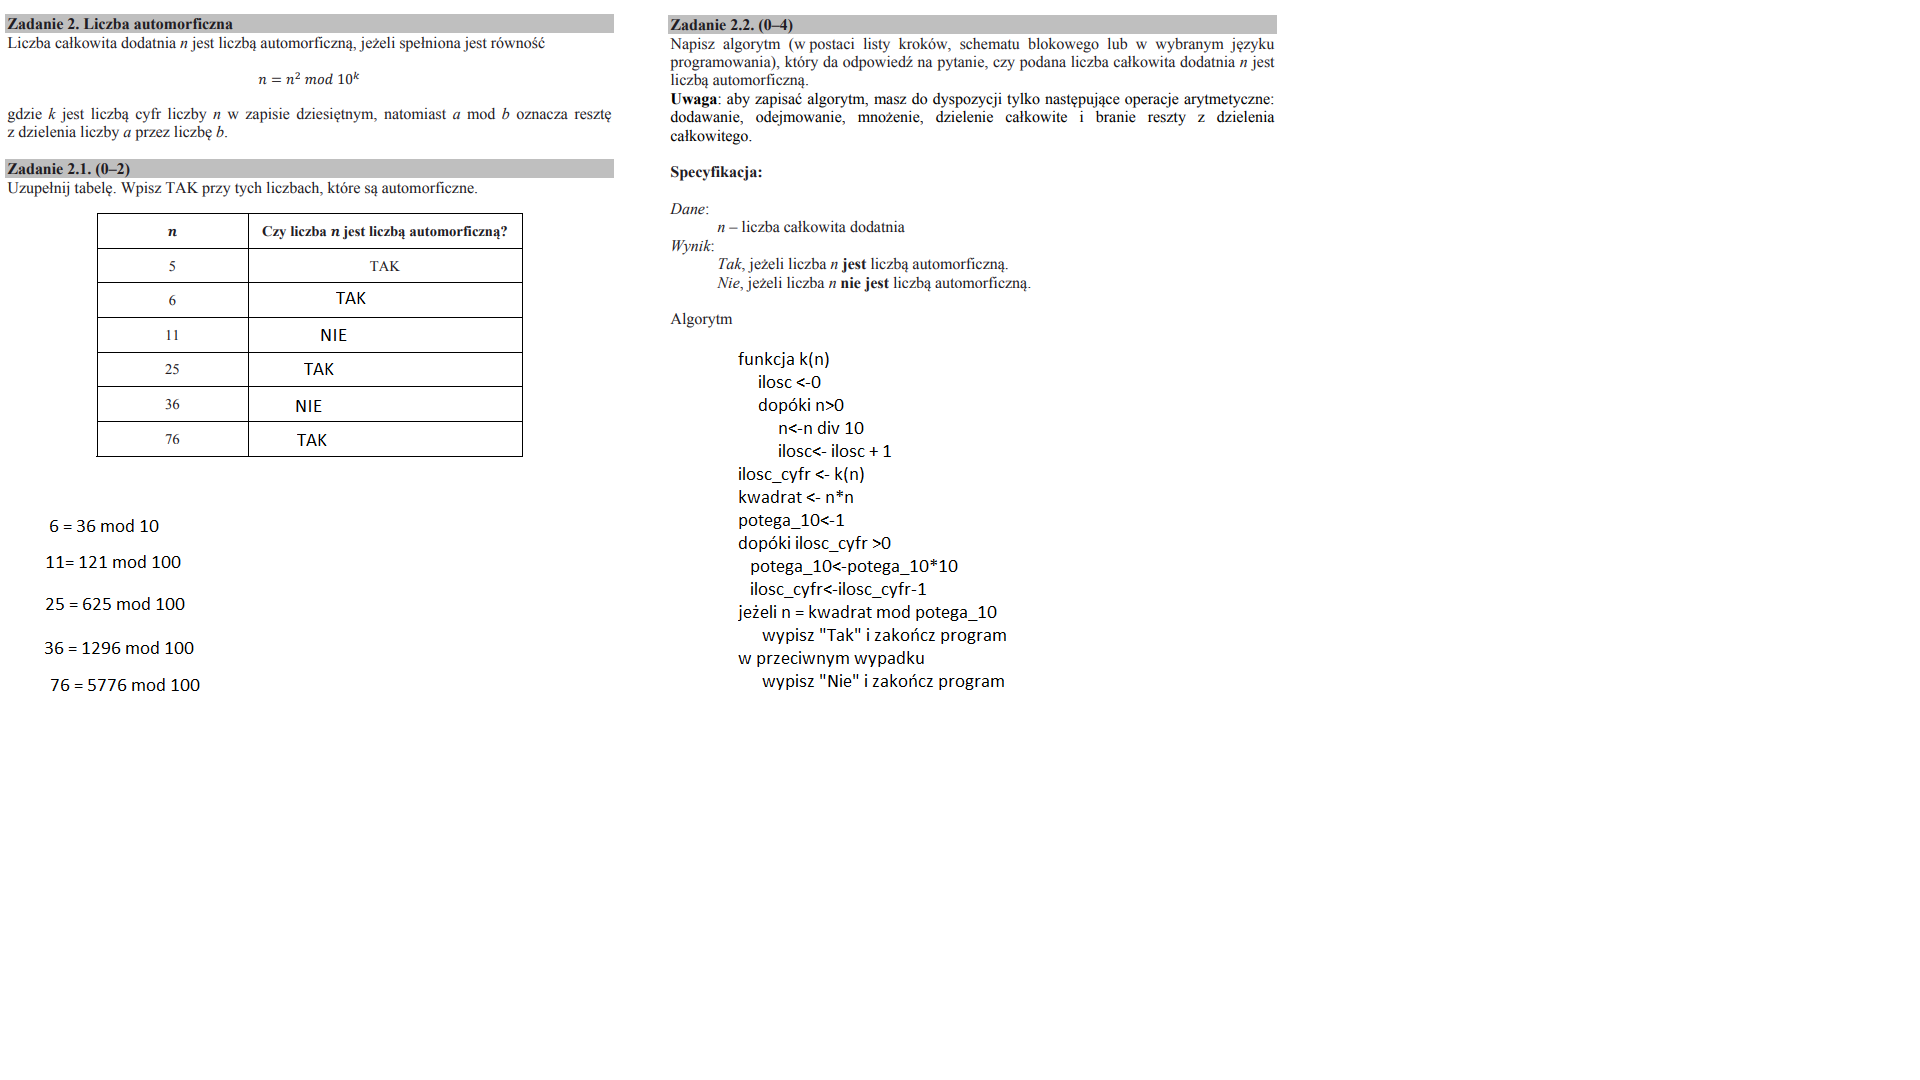 Zadanie 2. Liczba automorficzna
Liczba całkowita dodatnia n jest liczbą automorficzną, jeżeli spełniona jest równość
n = n² mod 10ᵏ
gdzie k jest liczbą cyfr liczby n w zapisie dziesiętnym, natomiast a mod b oznacza resztę
z dzielenia liczby a przez liczbę b.
Zadanie 2.1. (0–2)
Uzupełnij tabelę. Wpisz TAK przy tych liczbach, które są automorficzne.
n Czy liczba n jest liczbą automorficzną?
5 TAK
6 TAK
11 NIE
25 TAK
36 NIE
76 TAK
6 = 36 mod 10
11= 121 mod 100
25 = 625 mod 100
36 = 1296 mod 100
76 = 5776 mod 100
Zadanie 2.2. (0–4)
Napisz algorytm (w postaci listy kroków, schematu blokowego lub w wybranym języku
programowania), który da odpowiedź na pytanie, czy podana liczba całkowita dodatnia n jest
liczbą automorficzną.
Uwaga: aby zapisać algorytm, masz do dyspozycji tylko następujące operacje arytmetyczne:
dodawanie, odejmowanie, mnożenie, dzielenie całkowite i branie reszty z dzielenia
całkowitego.
Specyfikacja:
Dane:
n – liczba całkowita dodatnia
Wynik:
Tak, jeżeli liczba n jest liczbą automorficzną.
Nie, jeżeli liczba n nie jest liczbą automorficzną.
Algorytm
funkcja k(n)
ilosc <-0
dopóki n>0
n<-n div 10
ilosc<- ilosc + 1
ilosc_cyfr <- k(n)
kwadrat <- n*n
potega_10<-1
dopóki ilosc_cyfr >0
potega_10<-potega_10*10
ilosc_cyfr<-ilosc_cyfr-1
jeżeli n = kwadrat mod potega_10
wypisz "Tak" i zakończ program
w przeciwnym wypadku
wypisz "Nie" i zakończ program